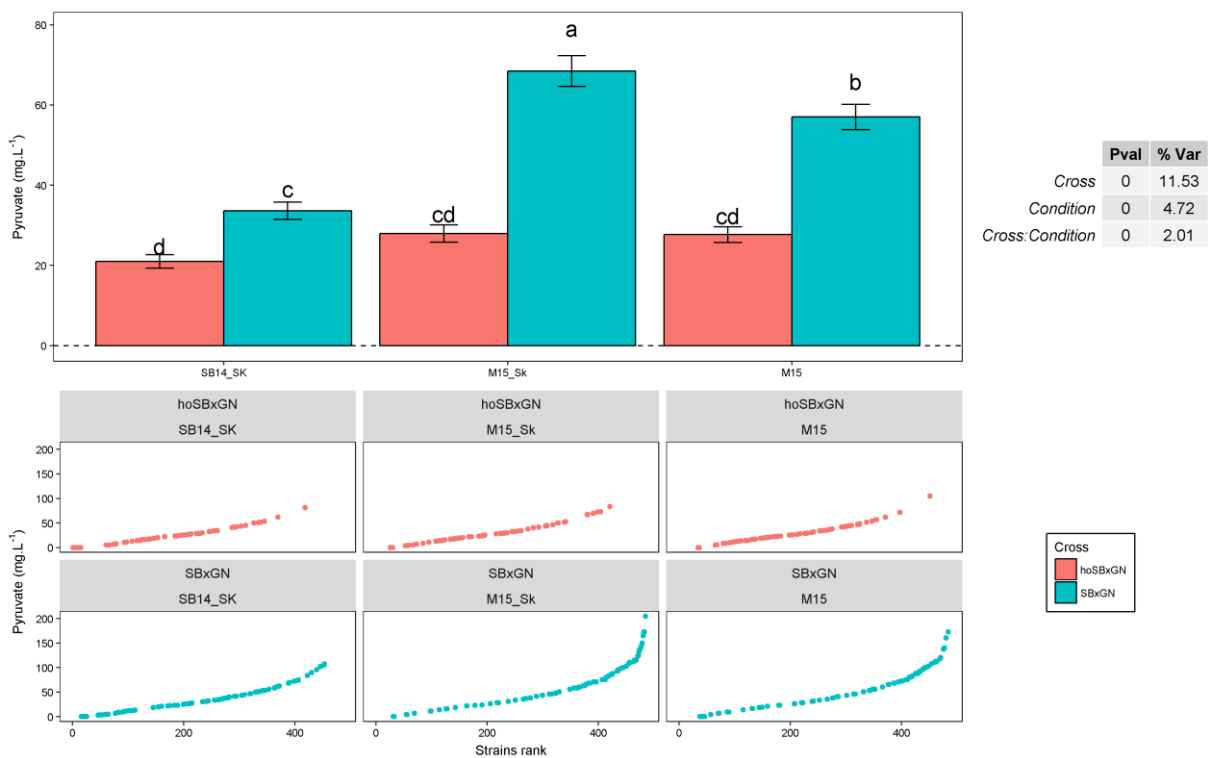 80
60
40
20
0
Pyruvate (mg.L⁻¹)
a
b
c
cd
cd
d
SB14_SK
M15_Sk
M15
Pval % Var
Cross 0 11.53
Condition 0 4.72
Cross:Condition 0 2.01
hoSBxGN
SB14_SK
hoSBxGN
M15_Sk
hoSBxGN
M15
200
150
100
50
0
SBxGN
SB14_SK
SBxGN
M15_Sk
SBxGN
M15
200
150
100
50
0
Pyruvate (mg.L⁻¹)
0 200 400
0 200 400
0 200 400
Strains rank
Cross
hoSBxGN
SBxGN